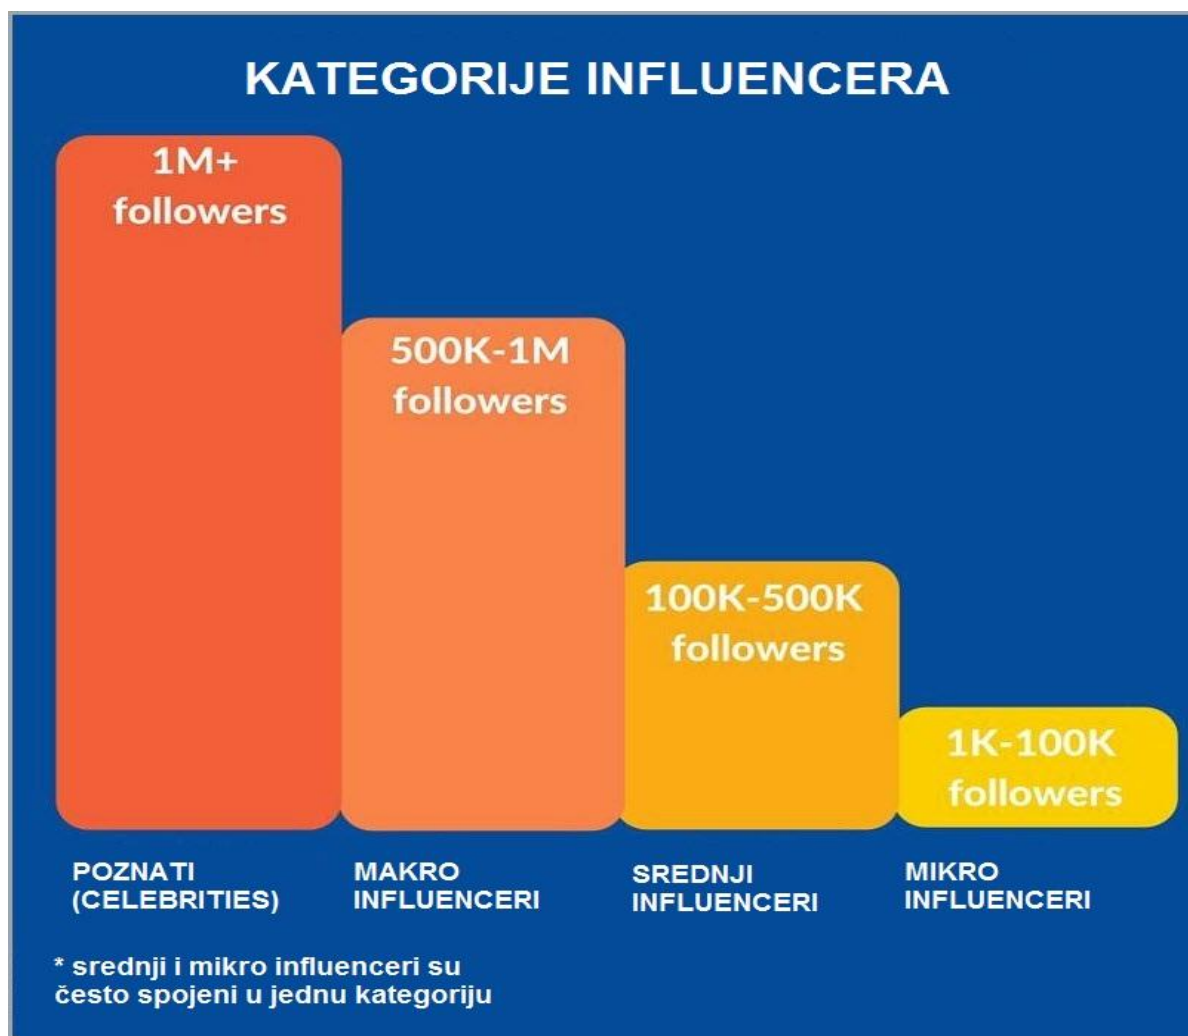 KATEGORIJE INFLUENCERA
1M+
followers
500K-1M
followers
100K-500K
followers
1K-100K
followers
POZNATI
(CELEBRITIES)
MAKRO
INFLUENCERI
SREDNJI
INFLUENCERI
MIKRO
INFLUENCERI
* srednji i mikro influenceri su
često spojeni u jednu kategoriju